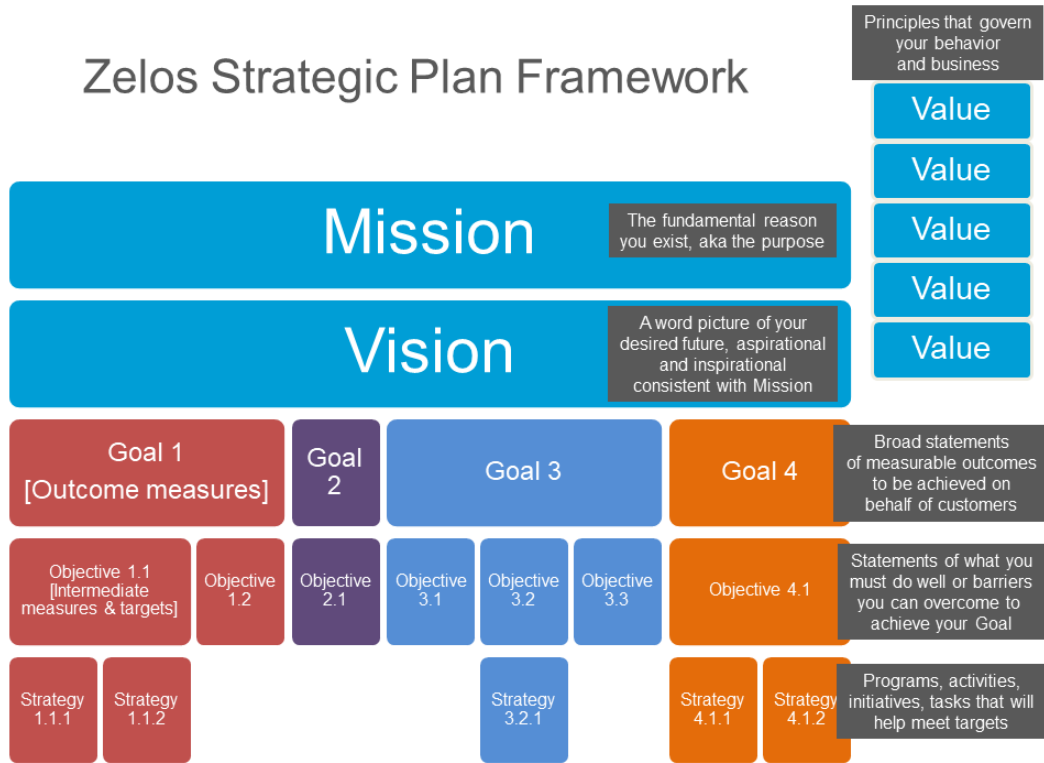 Principles that govern
your behavior
and business
Zelos Strategic Plan Framework
Value
Value
Value
Value
Value
Mission
The fundamental reason
you exist, aka the purpose
Vision
A word picture of your
desired future, aspirational
and inspirational
consistent with Mission
Goal 1
[Outcome measures]
Goal
2
Goal 3
Goal 4
Broad statements
of measurable outcomes
to be achieved on
behalf of customers
Objective 1.1
[Intermediate
measures & targets]
Objective
1.2
Objective
2.1
Objective
3.1
Objective
3.2
Objective
3.3
Objective 4.1
Statements of what you
must do well or barriers
you can overcome to
achieve your Goal
Strategy
1.1.1
Strategy
1.1.2
Strategy
3.2.1
Strategy
4.1.1
Strategy
4.1.2
Programs, activities,
initiatives, tasks that will
help meet targets